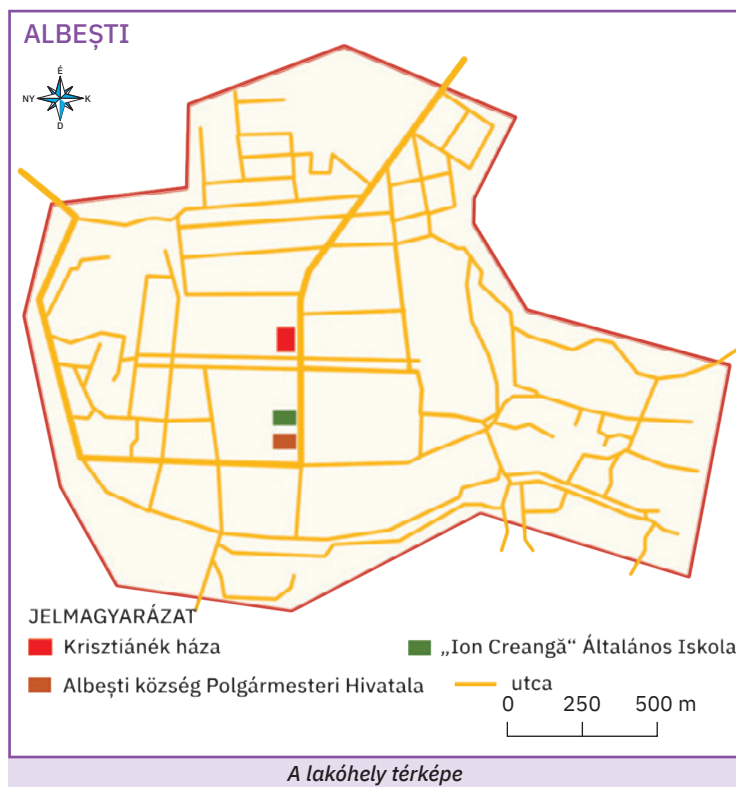 ALBEȘTI
É
NY K
D
JELMAGYARÁZAT
Krisztiánék háza
„Ion Creangă“ Általános Iskola
Albești község Polgármesteri Hivatala
utca
0 250 500 m
A lakóhely térképe